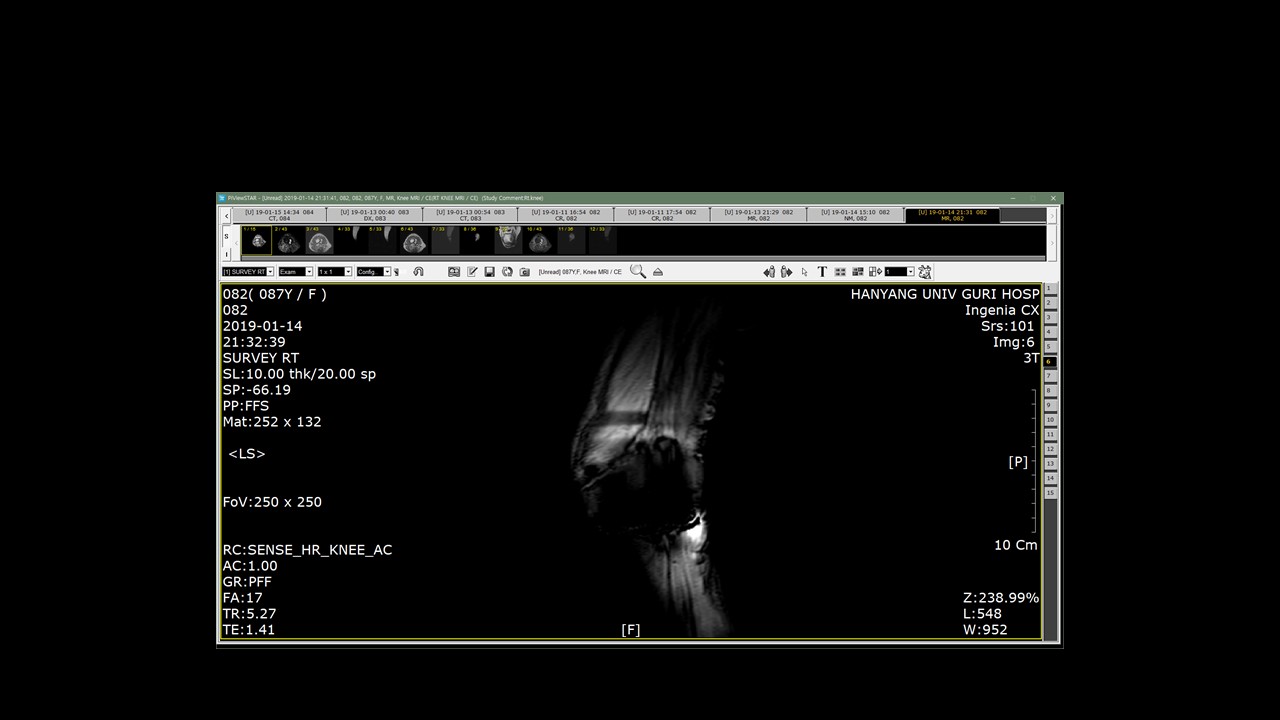 PiViewSTAR - [Unread] 2019-01-14 21:31:41, 082, 082, 087Y, F, MR, Knee MRI / CE(RT KNEE MRI / CE) (Study Comment:Rt.knee)
[U] 19-01-15 14:34 084
CT, 084
[U] 19-01-13 00:40 083
DX, 083
[U] 19-01-13 00:54 083
CT, 083
[U] 19-01-11 16:54 082
CR, 082
[U] 19-01-11 17:54 082
CR, 082
[U] 19-01-13 21:29 082
MR, 082
[U] 19-01-14 15:10 082
NM, 082
[U] 19-01-14 21:31 082
MR, 082
S
I
1 / 15
2 / 43
3 / 43
4 / 33
5 / 33
6 / 43
7 / 33
8 / 36
10 / 43
11 / 36
12 / 33
[1] SURVEY RT
Exam
1 x 1
Config.
[Unread] 087Y,F, Knee MRI / CE
T
1
082( 087Y / F )
082
2019-01-14
21:32:39
SURVEY RT
SL:10.00 thk/20.00 sp
SP:-66.19
PP:FFS
Mat:252 x 132
<LS>
FoV:250 x 250
RC:SENSE_HR_KNEE_AC
AC:1.00
GR:PFF
FA:17
TR:5.27
TE:1.41
[F]
HANYANG UNIV GURI HOSP
Ingenia CX
Srs:101
Img:6
3T
[P]
10 Cm
Z:238.99%
L:548
W:952
1
2
3
4
5
6
7
8
9
10
11
12
13
14
15